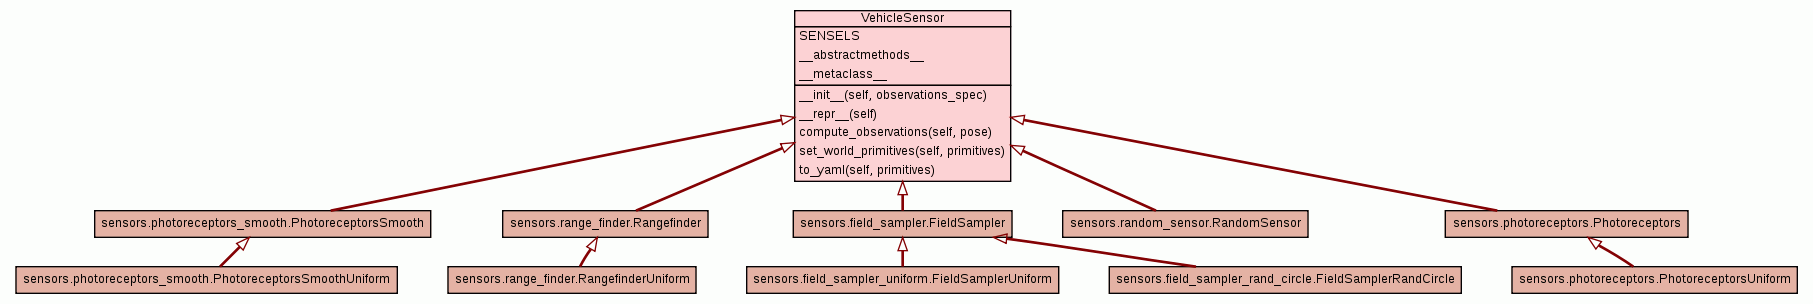 VehicleSensor
SENSELS
__abstractmethods__
__metaclass__
__init__(self, observations_spec)
__repr__(self)
compute_observations(self, pose)
set_world_primitives(self, primitives)
to_yaml(self, primitives)
sensors.photoreceptors_smooth.PhotoreceptorsSmooth
sensors.range_finder.Rangefinder
sensors.field_sampler.FieldSampler
sensors.random_sensor.RandomSensor
sensors.photoreceptors.Photoreceptors
sensors.photoreceptors_smooth.PhotoreceptorsSmoothUniform
sensors.range_finder.RangefinderUniform
sensors.field_sampler_uniform.FieldSamplerUniform
sensors.field_sampler_rand_circle.FieldSamplerRandCircle
sensors.photoreceptors.PhotoreceptorsUniform